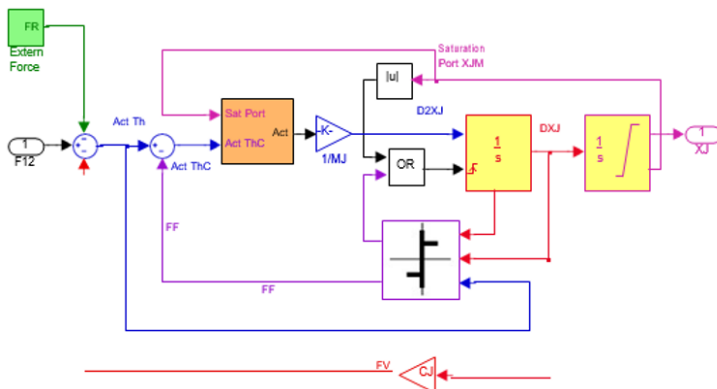 FR
Extern
Force
Saturation
Port XJM
|u|
Act Th
Sat Port
Act
Act ThC
-K-
D2XJ
1
s
DXJ
1
s
1
XJ
1
F12
Act ThC
1/MJ
OR
FF
FF
FV
CJ